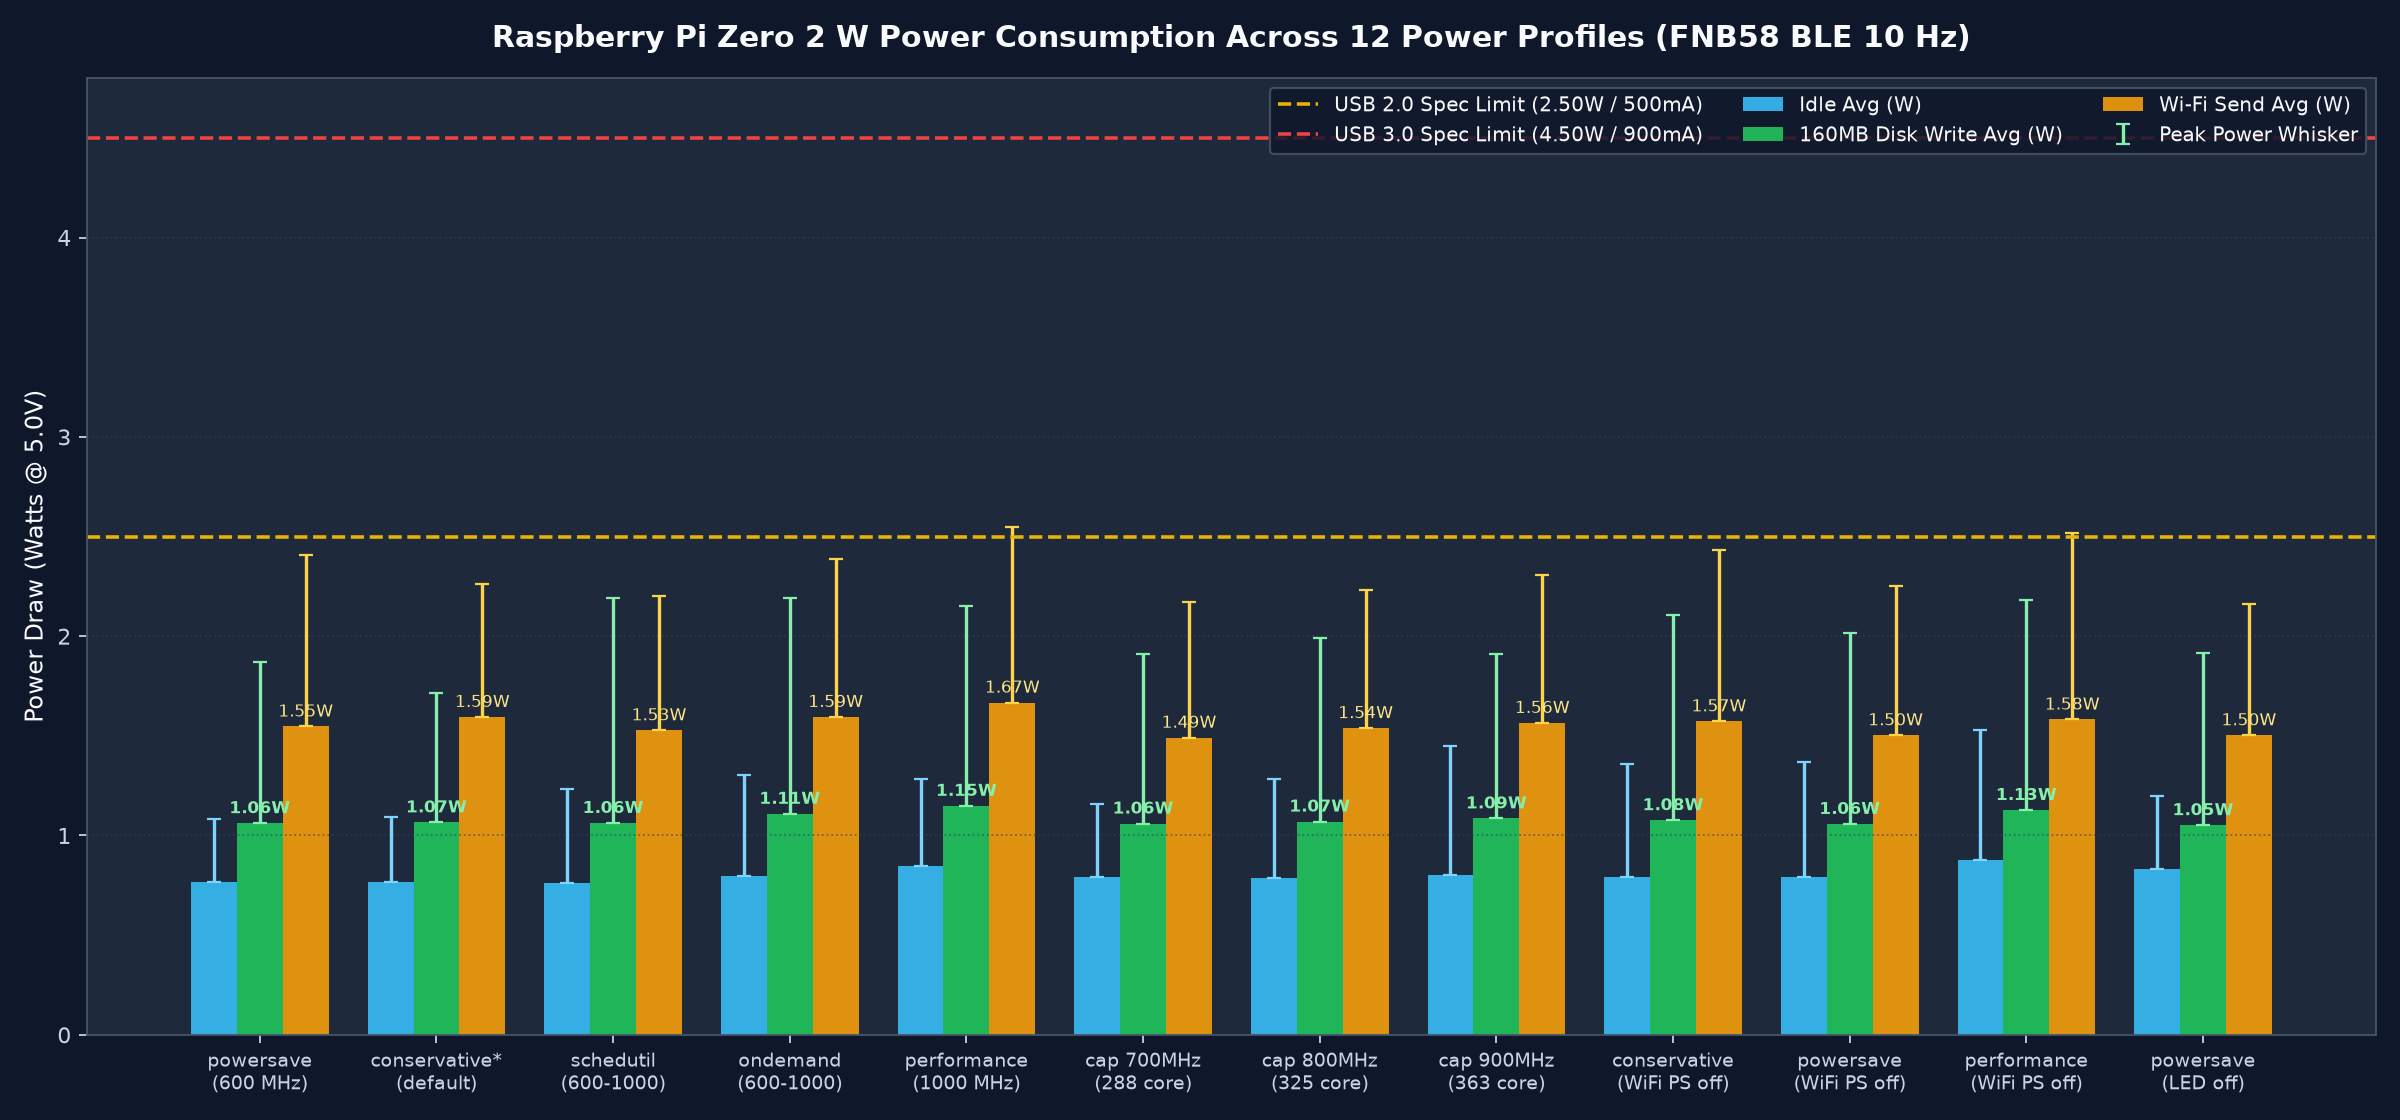 Raspberry Pi Zero 2 W Power Consumption Across 12 Power Profiles (FNB58 BLE 10 Hz)
USB 2.0 Spec Limit (2.50W / 500mA)
USB 3.0 Spec Limit (4.50W / 900mA)
Idle Avg (W)
160MB Disk Write Avg (W)
Wi-Fi Send Avg (W)
Peak Power Whisker
Power Draw (Watts @ 5.0V)
4
3
2
1
0
1.06W
1.55W
1.07W
1.59W
1.06W
1.53W
1.11W
1.59W
1.15W
1.67W
1.06W
1.49W
1.07W
1.54W
1.09W
1.56W
1.08W
1.57W
1.06W
1.50W
1.13W
1.58W
1.05W
1.50W
powersave
(600 MHz)
conservative*
(default)
schedutil
(600-1000)
ondemand
(600-1000)
performance
(1000 MHz)
cap 700MHz
(288 core)
cap 800MHz
(325 core)
cap 900MHz
(363 core)
conservative
(WiFi PS off)
powersave
(WiFi PS off)
performance
(WiFi PS off)
powersave
(LED off)